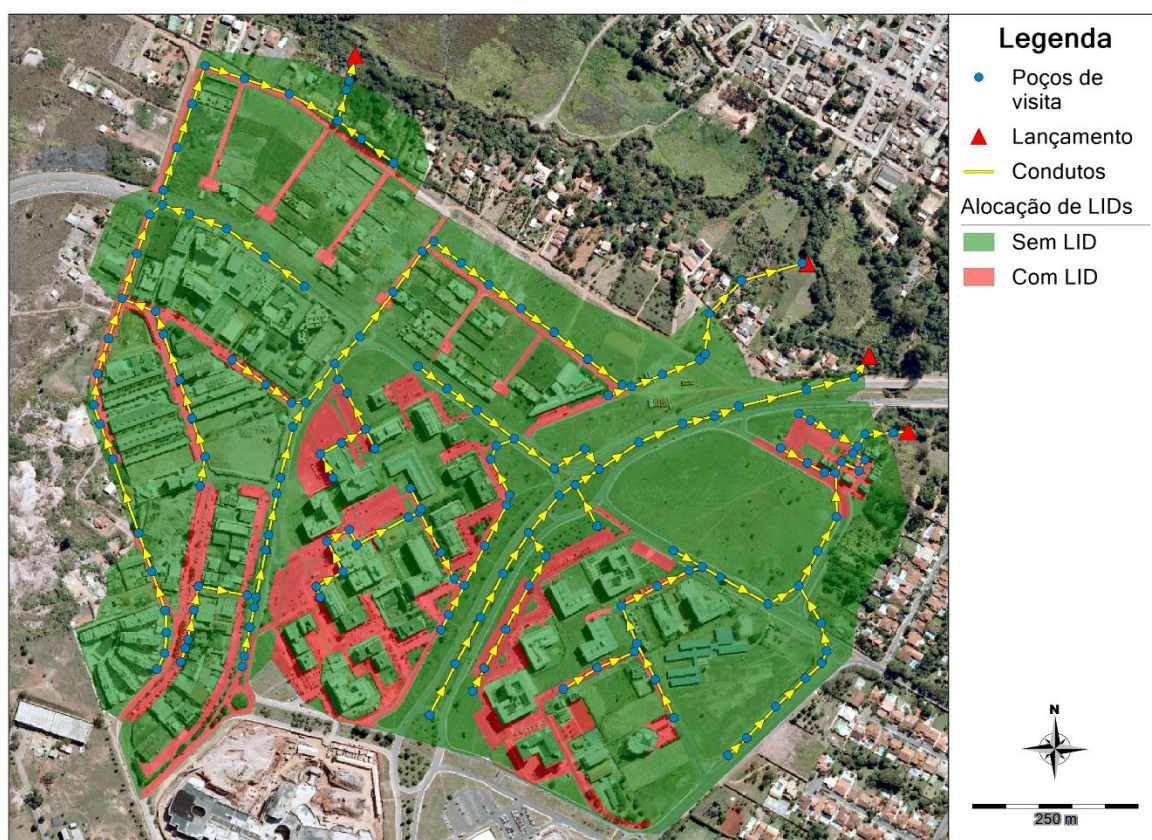 Legenda
Poços de
visita
Lançamento
Condutos
Alocação de LIDs
Sem LID
Com LID
N
250 m